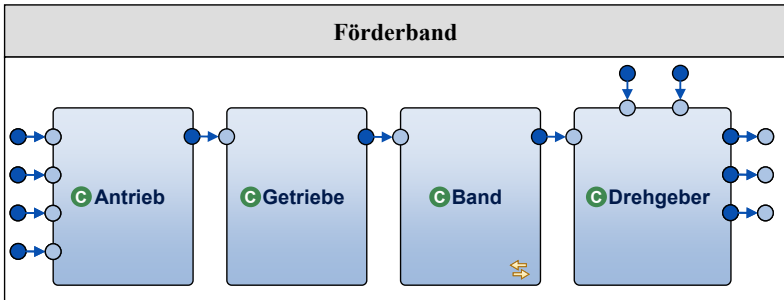 Förderband
C Antrieb
C Getriebe
C Band
C Drehgeber